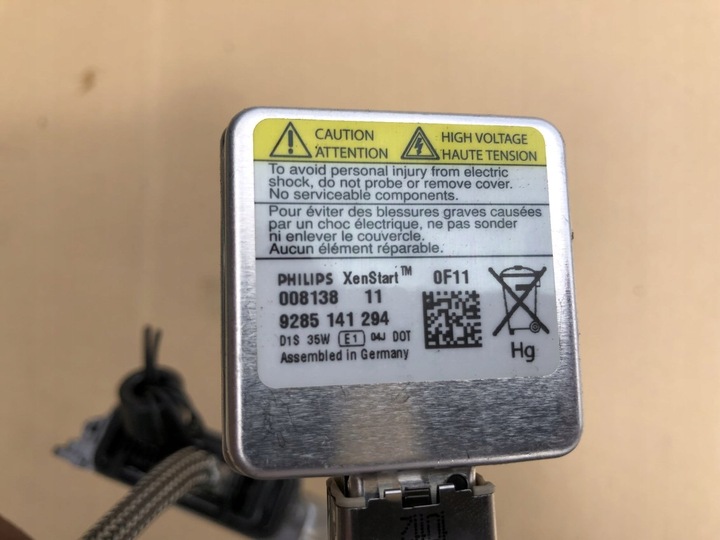 CAUTION HIGH VOLTAGE
ATTENTION HAUTE TENSION
To avoid personal injury from electric
shock, do not probe or remove cover.
No serviceable components.
Pour éviter des blessures graves causées
par un choc électrique, ne pas sonder
ni enlever le couvercle.
Aucun élément réparable.
PHILIPS XenStart™ 0F11
008138 11
9285 141 294
D1S 35W E1 04J DOT
Assembled in Germany
Hg